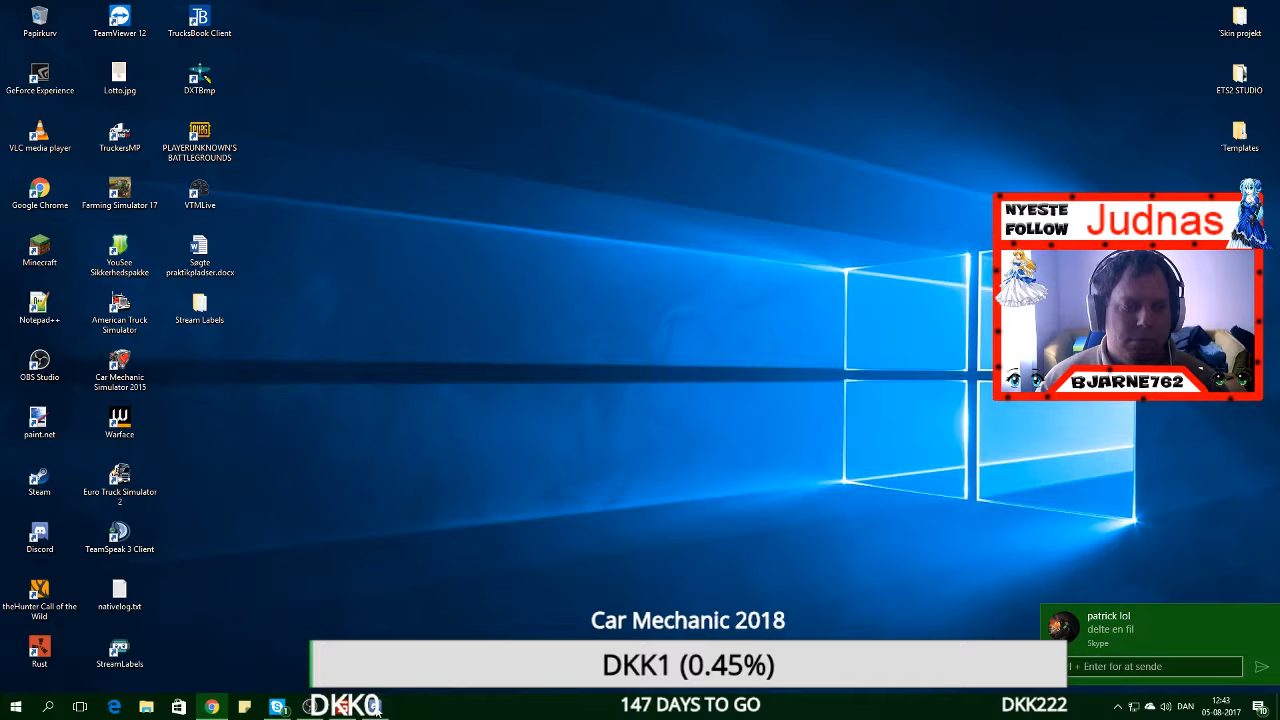 Papirkurv
TeamViewer 12
TrucksBook Client
GeForce Experience
Lotto.jpg
DXTBmp
VLC media player
TruckersMP
PUBG
PLAYERUNKNOWN'S
BATTLEGROUNDS
Google Chrome
Farming Simulator 17
VTMLive
Minecraft
YouSee
Sikkerhedspakke
Søgte
praktikpladser.docx
Notepad++
American Truck
Simulator
Stream Labels
OBS Studio
Car Mechanic
Simulator 2015
paint.net
Warface
Steam
Euro Truck Simulator
2
Discord
TeamSpeak 3 Client
theHunter Call of the
Wild
nativelog.txt
Rust
StreamLabels
'Skin projekt
ETS2 STUDIO
'Templates
NYESTE
FOLLOW
Judnas
BJARNE762
patrick lol
delte en fil
Skype
+ Enter for at sende
Car Mechanic 2018
DKK1 (0.45%)
DKK0
147 DAYS TO GO
DKK222
DAN
12:43
05-08-2017